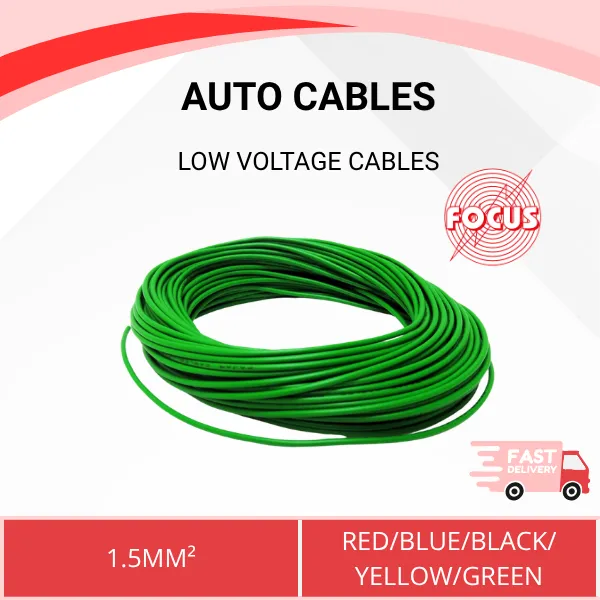 AUTO CABLES
LOW VOLTAGE CABLES
FOCUS
FAST
DELIVERY
1.5MM²
RED/BLUE/BLACK/
YELLOW/GREEN